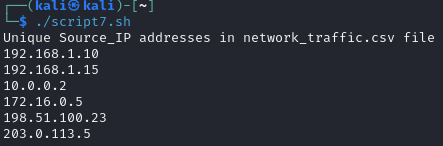 ┌──(kali㉿kali)-[~]
└─$ ./script7.sh
Unique Source_IP addresses in network_traffic.csv file
192.168.1.10
192.168.1.15
10.0.0.2
172.16.0.5
198.51.100.23
203.0.113.5